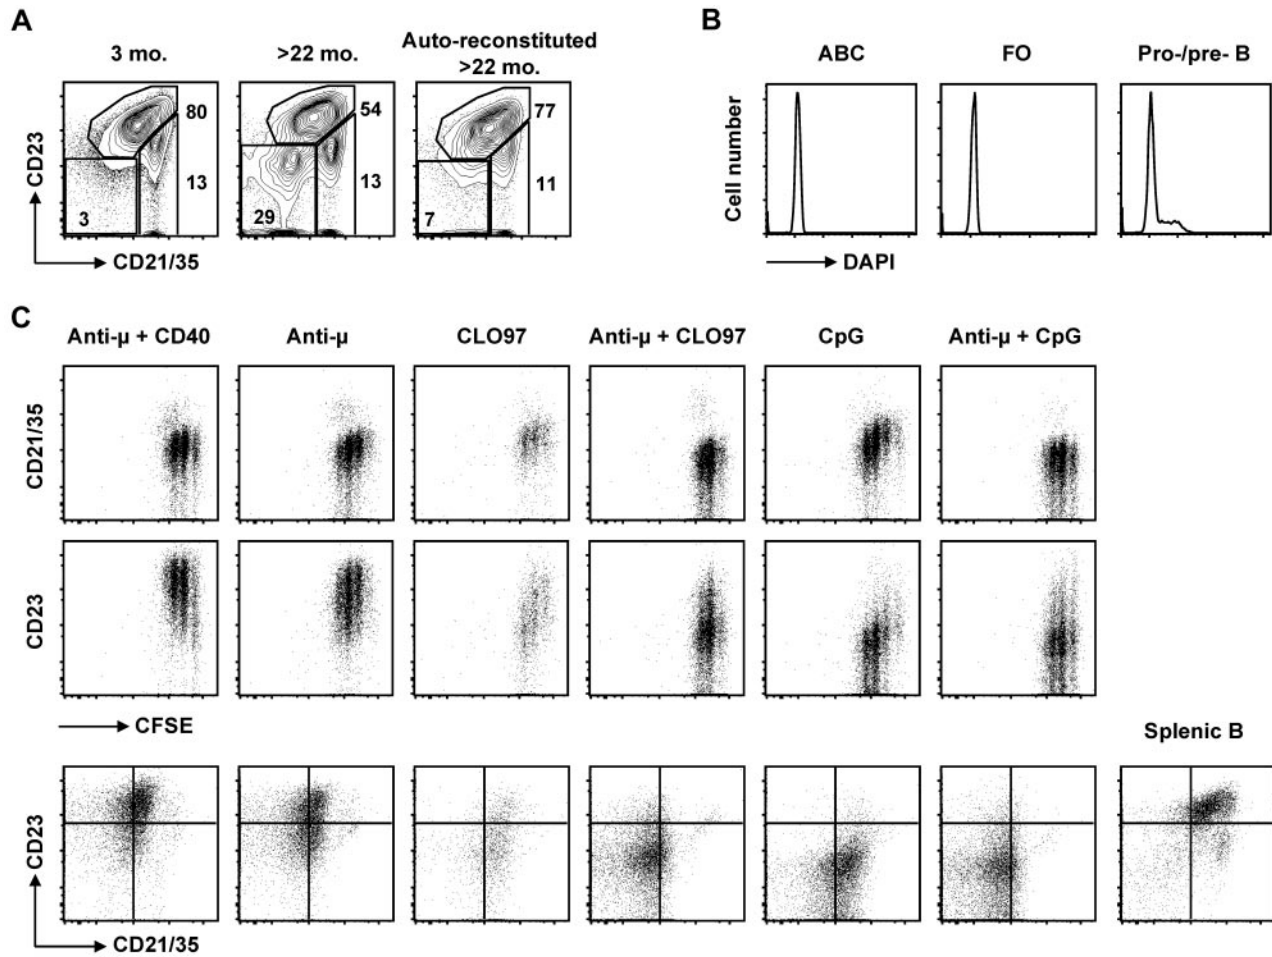 A
3 mo.
>22 mo.
Auto-reconstituted
>22 mo.
CD23
80
13
3
54
13
29
77
11
7
CD21/35
B
ABC
FO
Pro-/pre- B
Cell number
DAPI
C
Anti-μ + CD40
Anti-μ
CLO97
Anti-μ + CLO97
CpG
Anti-μ + CpG
CD21/35
CD23
CFSE
Splenic B
CD23
CD21/35